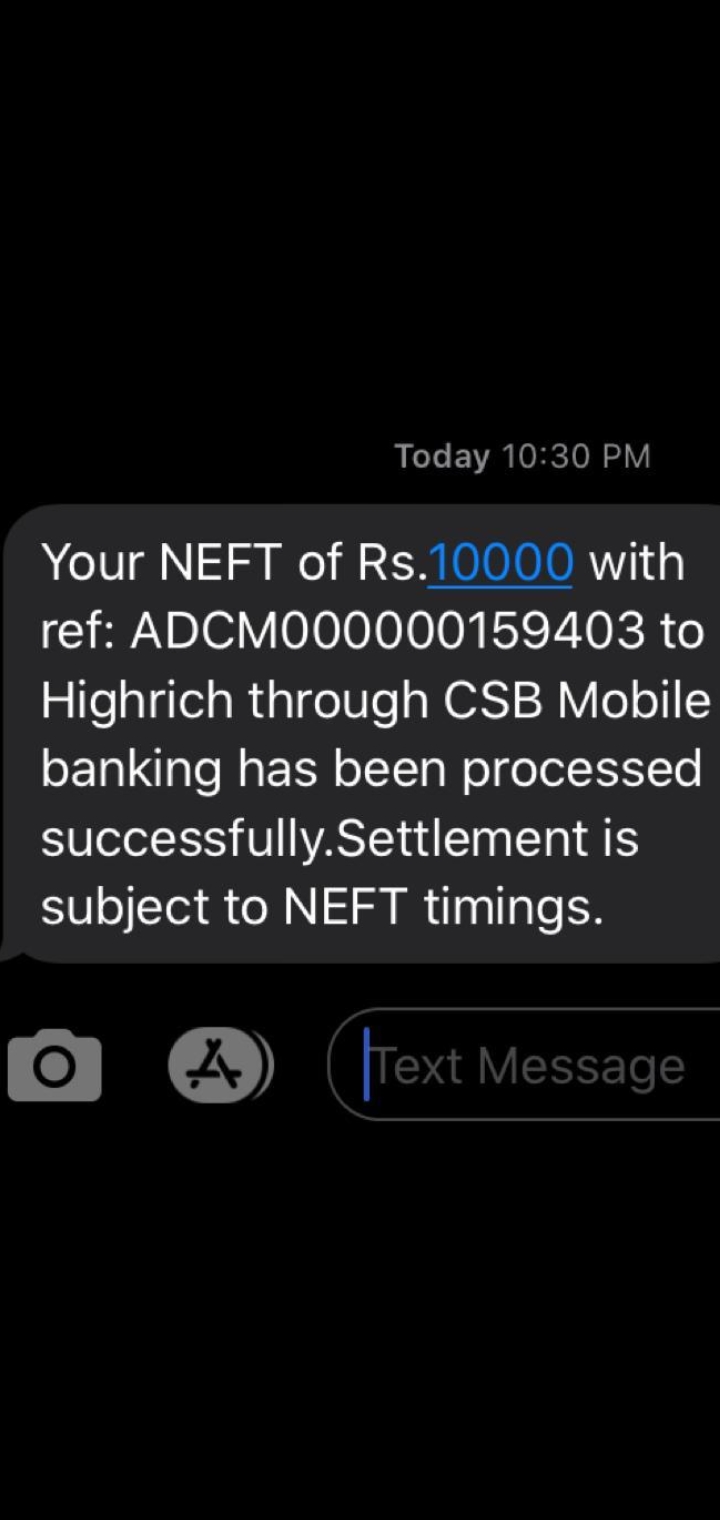 Today 10:30 PM
Your NEFT of Rs.10000 with
ref: ADCM000000159403 to
Highrich through CSB Mobile
banking has been processed
successfully.Settlement is
subject to NEFT timings.
Text Message